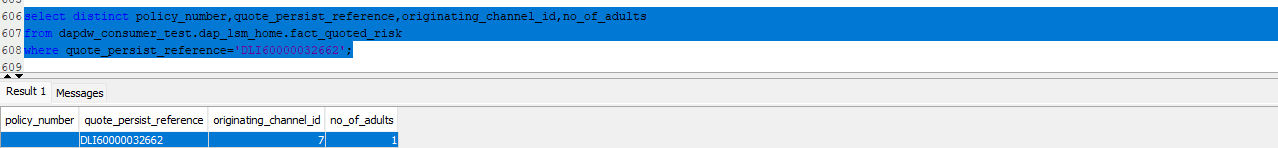 606 select distinct policy_number,quote_persist_reference,originating_channel_id,no_of_adults
607 from dapdw_consumer_test.dap_lsm_home.fact_quoted_risk
608 where quote_persist_reference='DLI60000032662';
609
Result 1 Messages
policy_number quote_persist_reference originating_channel_id no_of_adults
DLI60000032662 7 1